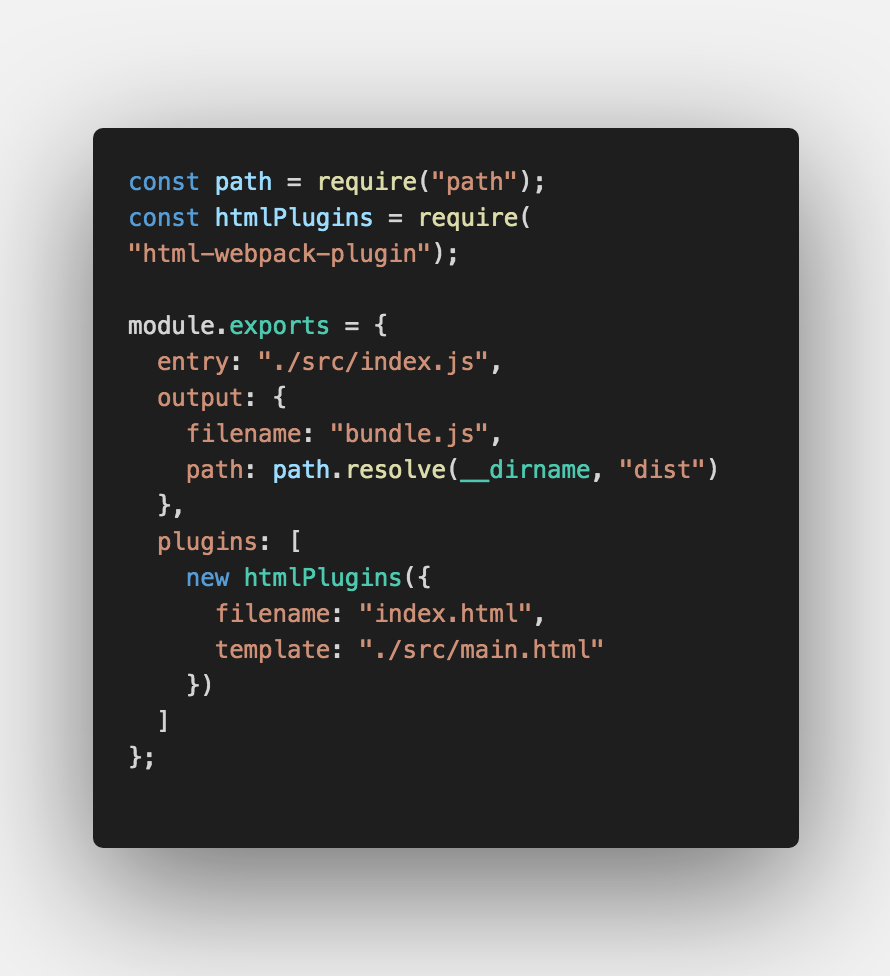 const path = require("path");
const htmlPlugins = require(
"html-webpack-plugin");

module.exports = {
  entry: "./src/index.js",
  output: {
    filename: "bundle.js",
    path: path.resolve(__dirname, "dist")
  },
  plugins: [
    new htmlPlugins({
      filename: "index.html",
      template: "./src/main.html"
    })
  ]
};